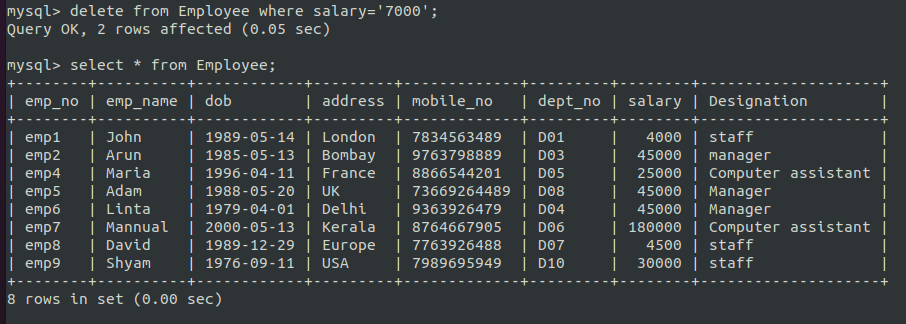 mysql> delete from Employee where salary='7000';
Query OK, 2 rows affected (0.05 sec)

mysql> select * from Employee;
+--------+----------+------------+---------+-------------+---------+--------+--------------------+
| emp_no | emp_name | dob        | address | mobile_no   | dept_no | salary | Designation        |
+--------+----------+------------+---------+-------------+---------+--------+--------------------+
| emp1   | John     | 1989-05-14 | London  | 7834563489  | D01     |   4000 | staff              |
| emp2   | Arun     | 1985-05-13 | Bombay  | 9763798889  | D03     |  45000 | manager            |
| emp4   | Maria    | 1996-04-11 | France  | 8866544201  | D05     |  25000 | Computer assistant |
| emp5   | Adam     | 1988-05-20 | UK      | 73669264489 | D08     |  45000 | Manager            |
| emp6   | Linta    | 1979-04-01 | Delhi   | 9363926479  | D04     |  45000 | Manager            |
| emp7   | Mannual  | 2000-05-13 | Kerala  | 8764667905  | D06     | 180000 | Computer assistant |
| emp8   | David    | 1989-12-29 | Europe  | 7763926488  | D07     |   4500 | staff              |
| emp9   | Shyam    | 1976-09-11 | USA     | 7989695949  | D10     |  30000 | staff              |
+--------+----------+------------+---------+-------------+---------+--------+--------------------+
8 rows in set (0.00 sec)